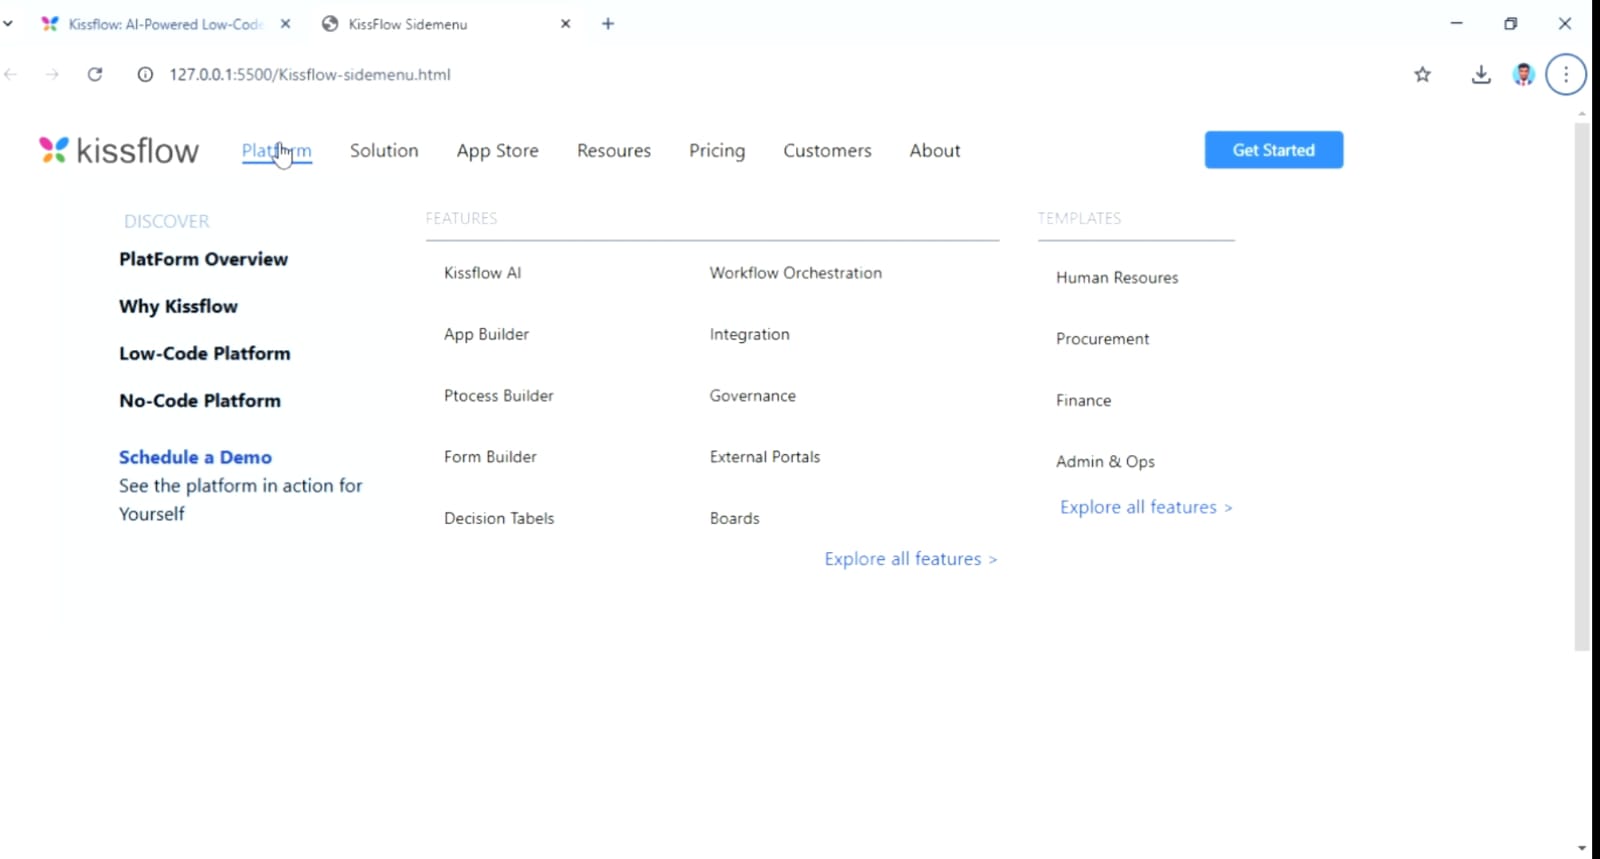 Kissflow: AI-Powered Low-Code
KissFlow Sidemenu
127.0.0.1:5500/Kissflow-sidemenu.html
kissflow
Platform
Solution
App Store
Resoures
Pricing
Customers
About
Get Started
DISCOVER
PlatForm Overview
Why Kissflow
Low-Code Platform
No-Code Platform
Schedule a Demo
See the platform in action for
Yourself
FEATURES
Kissflow AI
App Builder
Ptocess Builder
Form Builder
Decision Tabels
Workflow Orchestration
Integration
Governance
External Portals
Boards
Explore all features >
TEMPLATES
Human Resoures
Procurement
Finance
Admin & Ops
Explore all features >